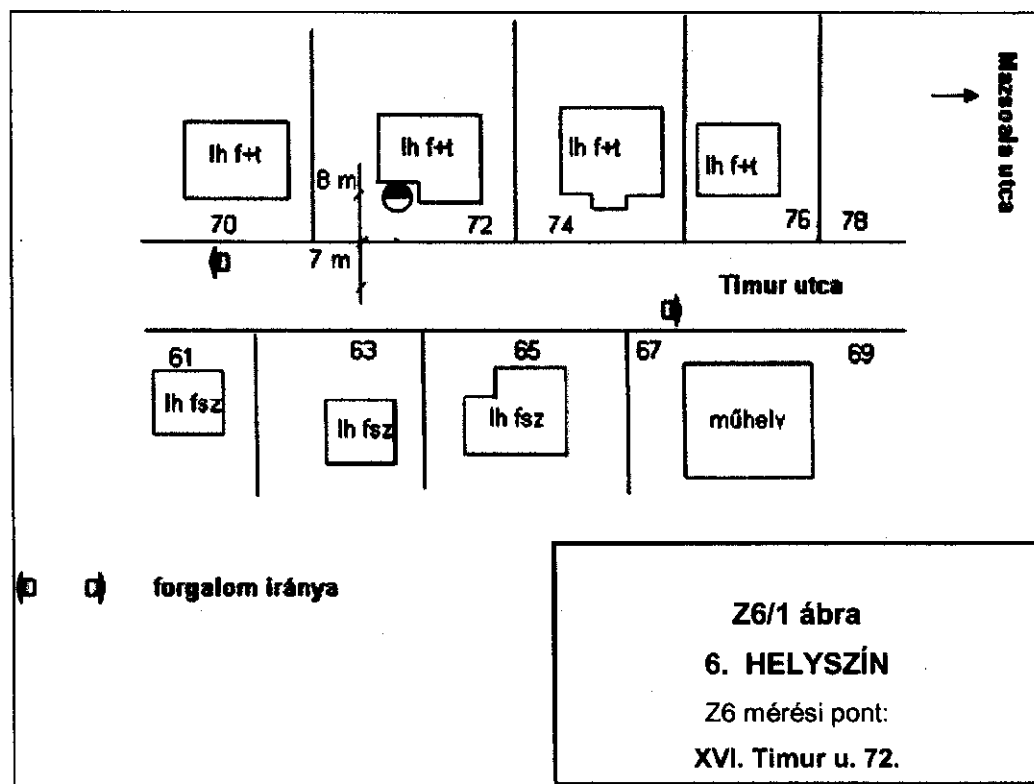 Mazsola utca
lh f+t
lh f+t
lh f+t
lh f+t
8 m
70
72
74
76
78
7 m
Timur utca
61
63
65
67
69
lh fsz
lh fsz
lh fsz
műhely
forgalom iránya
Z6/1 ábra
6. HELYSZÍN
Z6 mérési pont:
XVI. Timur u. 72.